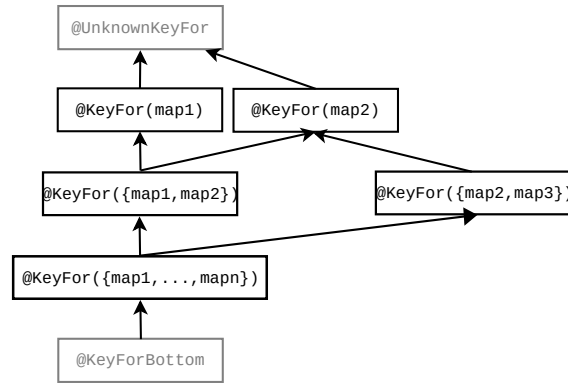 @UnknownKeyFor
@KeyFor(map1)
@KeyFor(map2)
@KeyFor({map1,map2})
@KeyFor({map2,map3})
@KeyFor({map1,...,mapn})
@KeyForBottom